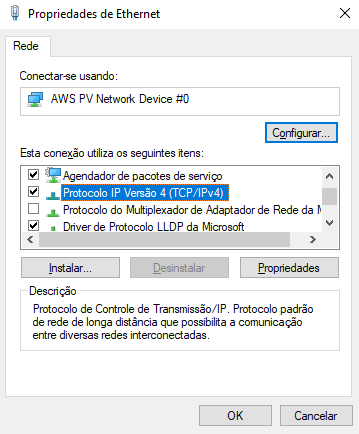 Propriedades de Ethernet
Rede
Conectar-se usando:
AWS PV Network Device #0
Configurar...
Esta conexão utiliza os seguintes itens:
Agendador de pacotes de serviço
Protocolo IP Versão 4 (TCP/IPv4)
Protocolo do Multiplexador de Adaptador de Rede da M
Driver de Protocolo LLDP da Microsoft
Instalar...
Desinstalar
Propriedades
Descrição
Protocolo de Controle de Transmissão/IP. Protocolo padrão
de rede de longa distância que possibilita a comunicação
entre diversas redes interconectadas.
OK
Cancelar